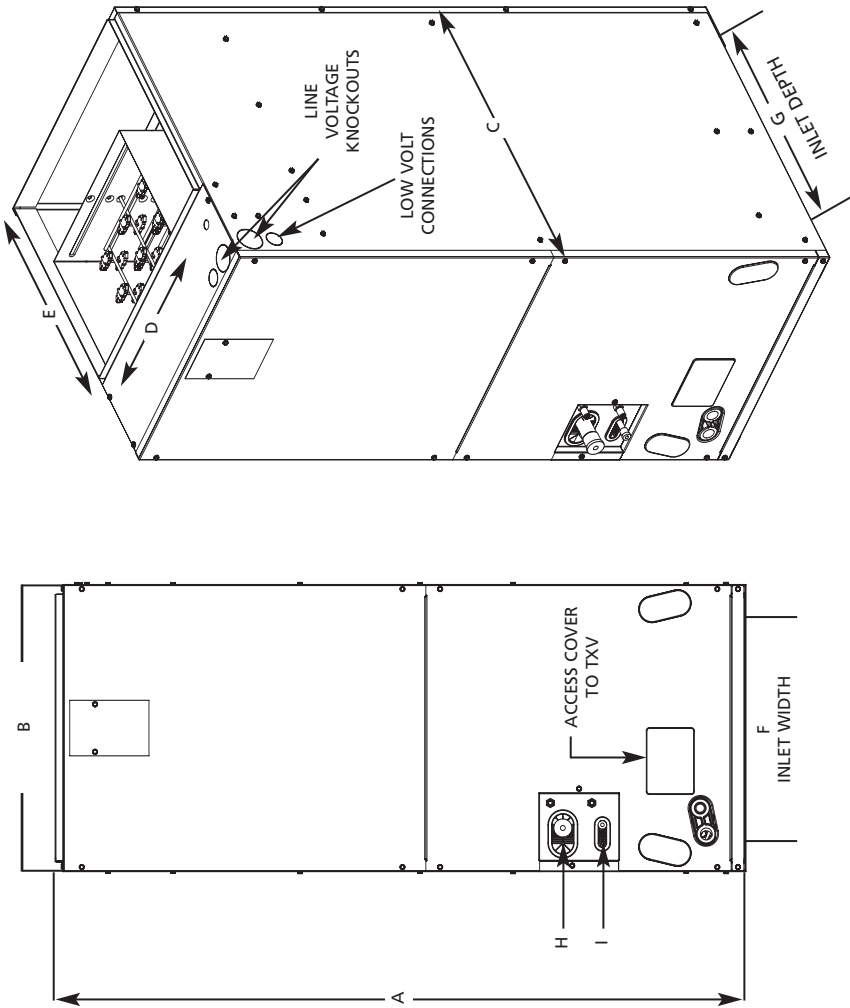 E
D
LINE
VOLTAGE
KNOCKOUTS
LOW VOLT
CONNECTIONS
C
G
INLET DEPTH
B
ACCESS COVER
TO TXV
F
INLET WIDTH
H
I
A